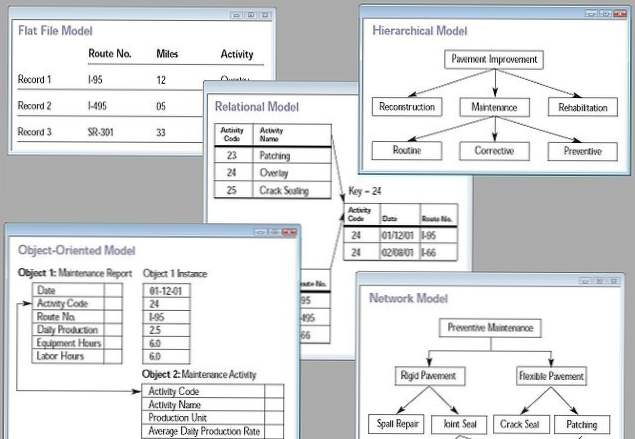 Flat File Model
Route No. Miles Activity
Record 1 I-95 12 Overlay
Record 2 I-495 05
Record 3 SR-301 33
Hierarchical Model
Pavement Improvement
Reconstruction Maintenance Rehabilitation
Routine Corrective Preventive
Relational Model
Activity Code Activity Name
23 Patching
24 Overlay
25 Crack Sealing
Key = 24
Activity Code Date Route No.
24 01/12/01 I-95
24 02/08/01 I-66
oute No.
95
495
66
Object-Oriented Model
Object 1: Maintenance Report Object 1 Instance
Date 01-12-01
Activity Code 24
Route No. I-95
Daily Production 2.5
Equipment Hours 6.0
Labor Hours 6.0
Object 2: Maintenance Activity
Activity Code
Activity Name
Production Unit
Average Daily Production Rate
Network Model
Preventive Maintenance
Rigid Pavement Flexible Pavement
Spall Repair Joint Seal Crack Seal Patching